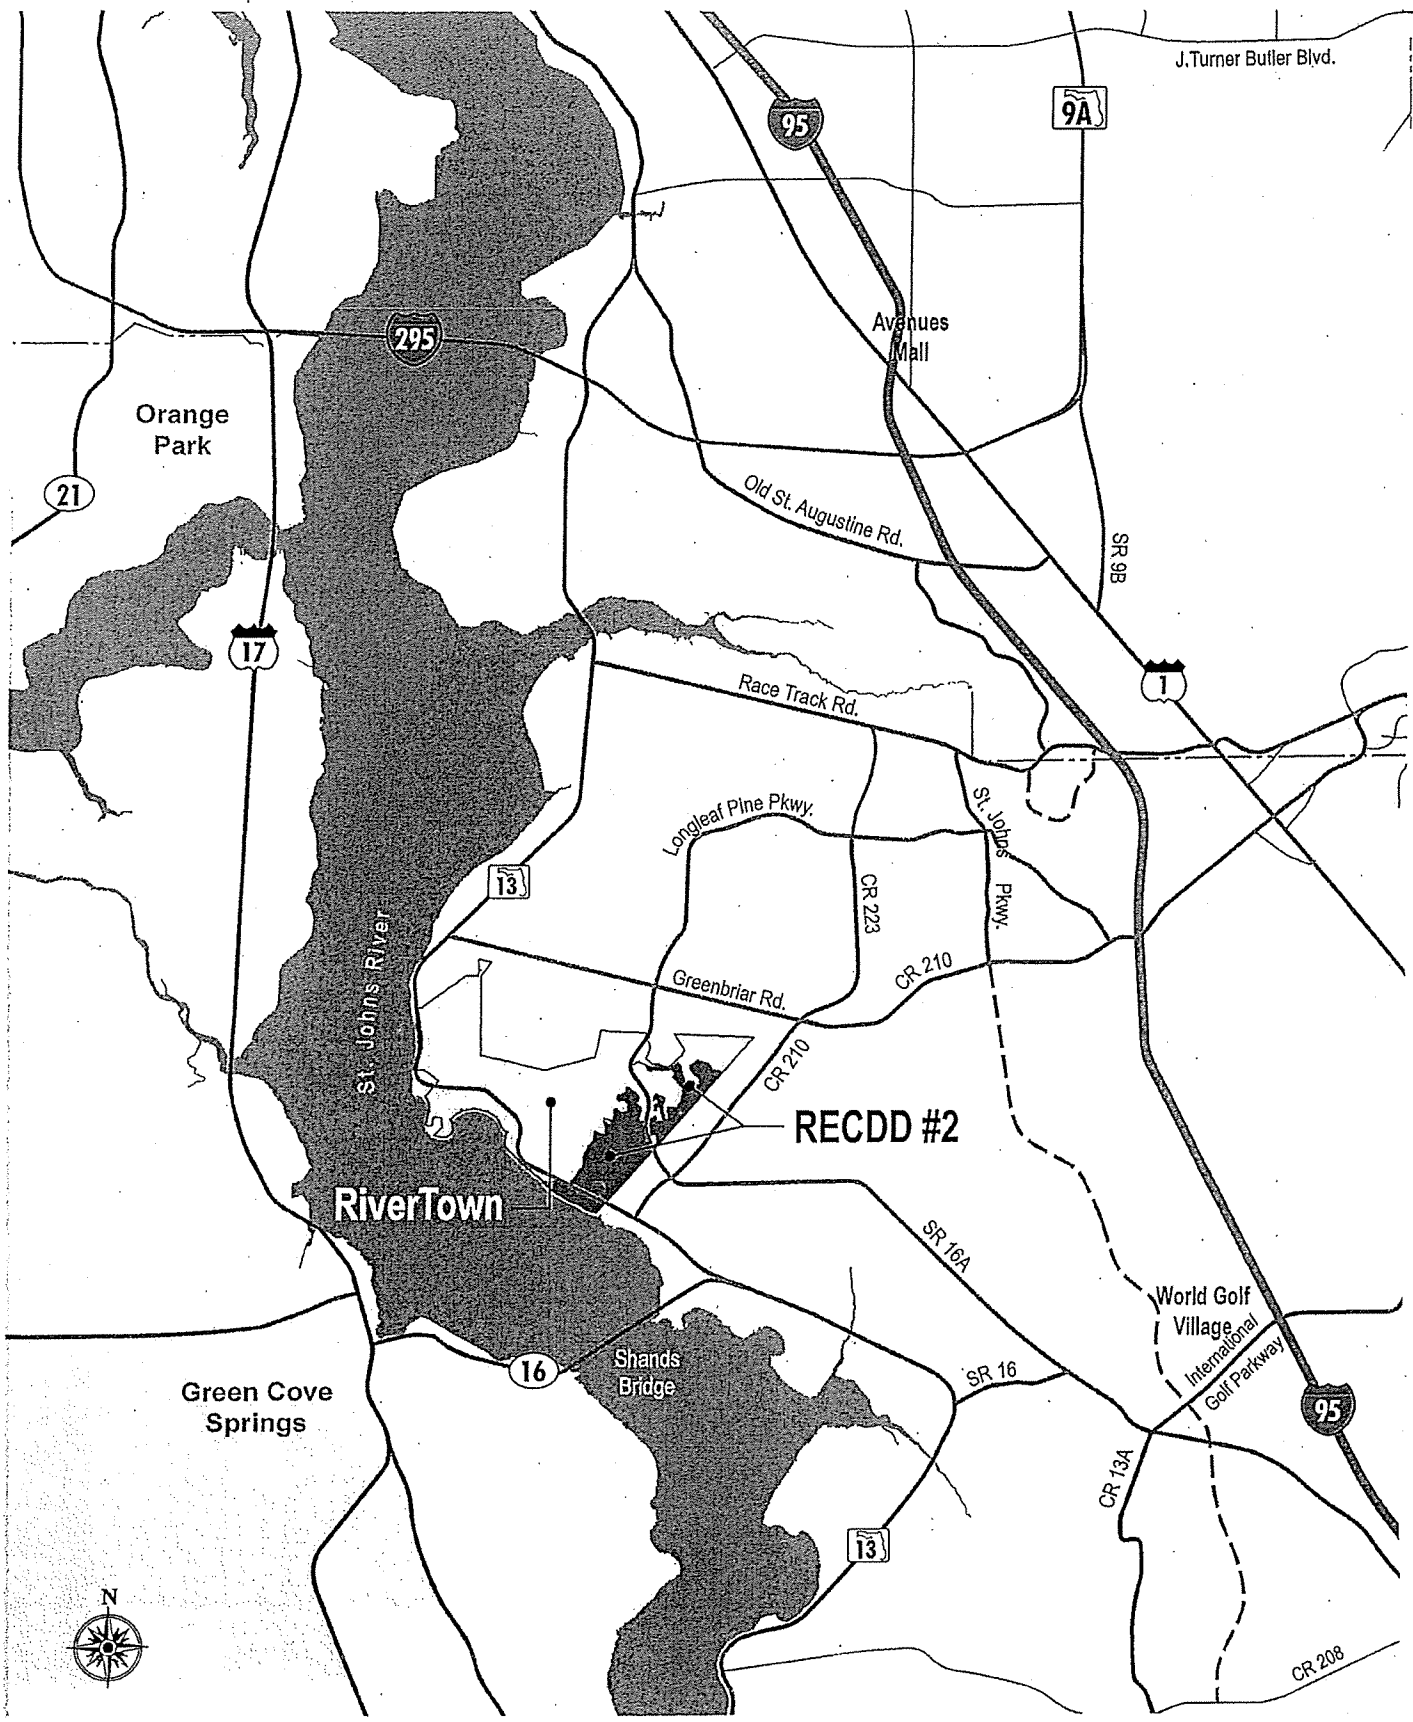 J.Turner Butler Blvd.
95
9A
Avenues
Mall
295
Orange
Park
21
Old St. Augustine Rd.
SR 9B
17
1
Race Track Rd.
Longleaf Pine Pkwy.
St. Johns
Pkwy.
13
CR 223
St. Johns River
Greenbriar Rd.
CR 210
CR 210
RECDD #2
RiverTown
SR 16A
World Golf
Village
International
Golf Parkway
Shands
Bridge
16
SR 16
Green Cove
Springs
95
CR 13A
13
N
CR 208